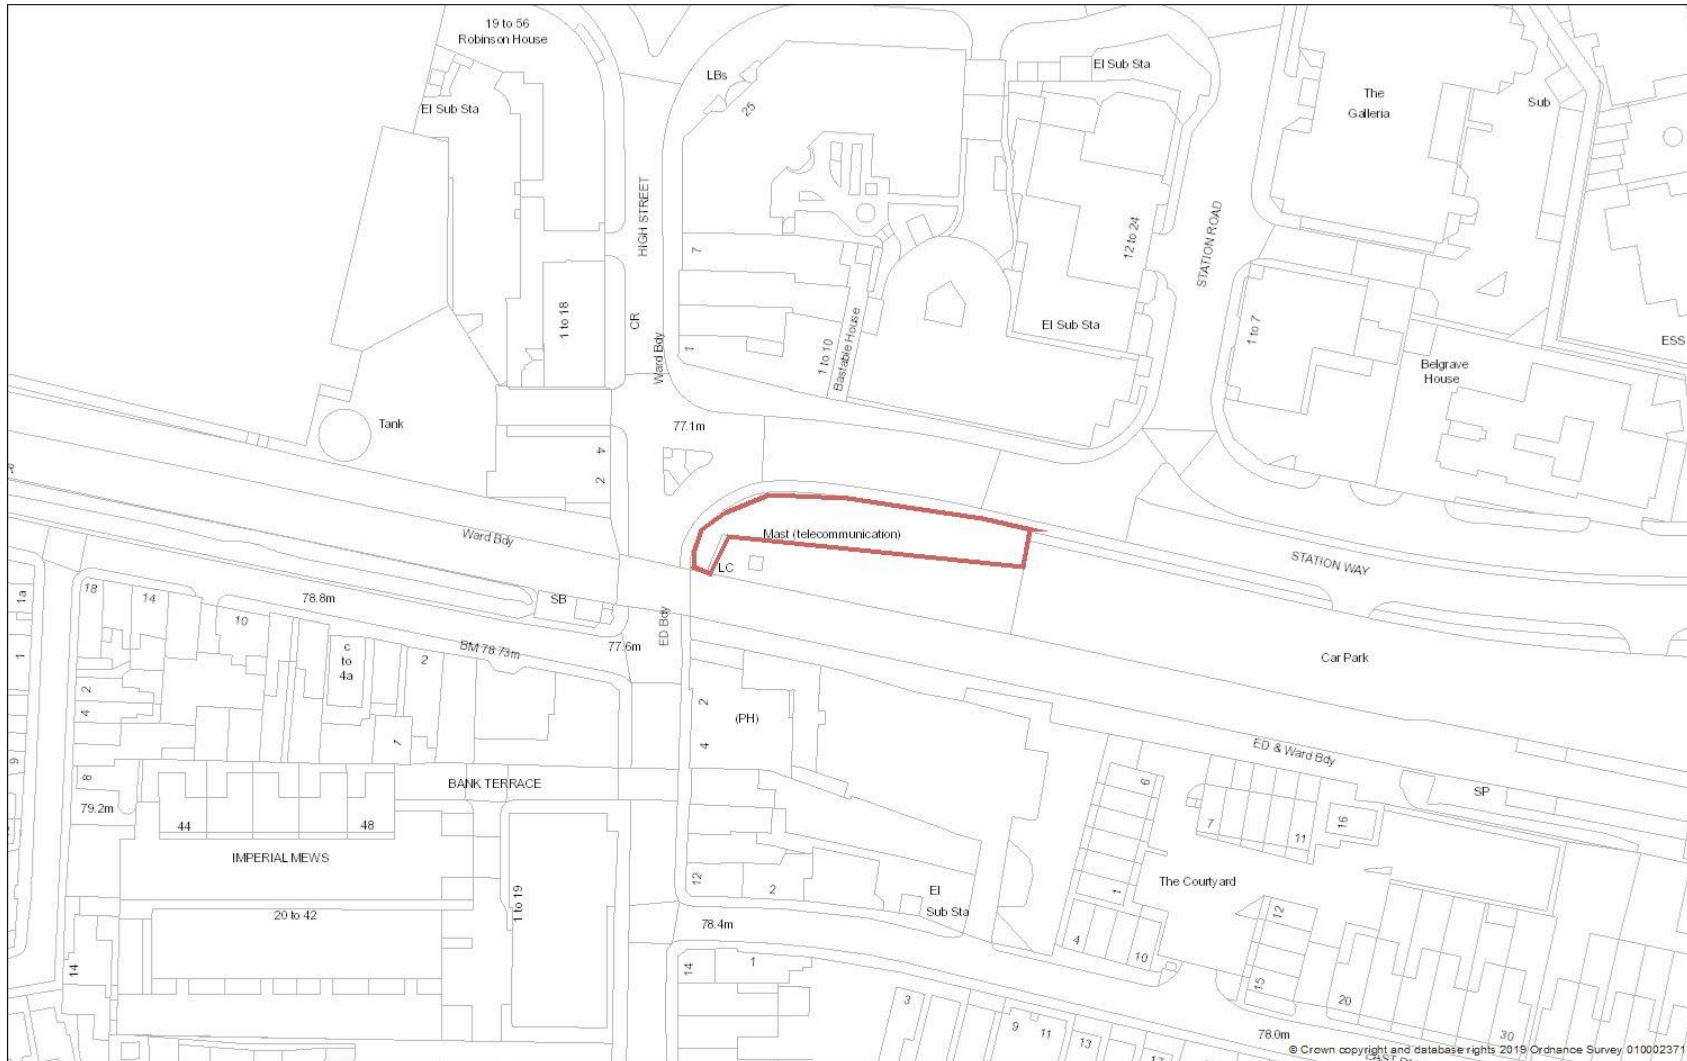 19 to 56
Robinson House
LBs
El Sub Sta
The
Galleria
Sub
El Sub Sta
25
HIGH STREET
STATION ROAD
12 to 24
7
1 to 18
CR
Ward Bdy
1
1 to 10
Bastable House
El Sub Sta
1 to 7
ESS
Belgrave
House
Tank
77.1m
4
2
R
Ward Bdy
Mast (telecommunication)
LC
STATION WAY
18
14
10
78.8m
SB
1a
1
ED Bdy
77.6m
BM 78.73m
c
to
4a
2
Car Park
2
4
7
2
(PH)
4
9
8
ED & Ward Bdy
BANK TERRACE
79.2m
44
48
6
7
11
16
SP
IMPERIAL MEWS
The Courtyard
1
12
2
El
Sub Sta
20 to 42
1 to 19
78.4m
12
4
10
15
14
14
1
3
9
11
13
17
20
30
78.0m
© Crown copyright and database rights 2019 Ordnance Survey 010002371